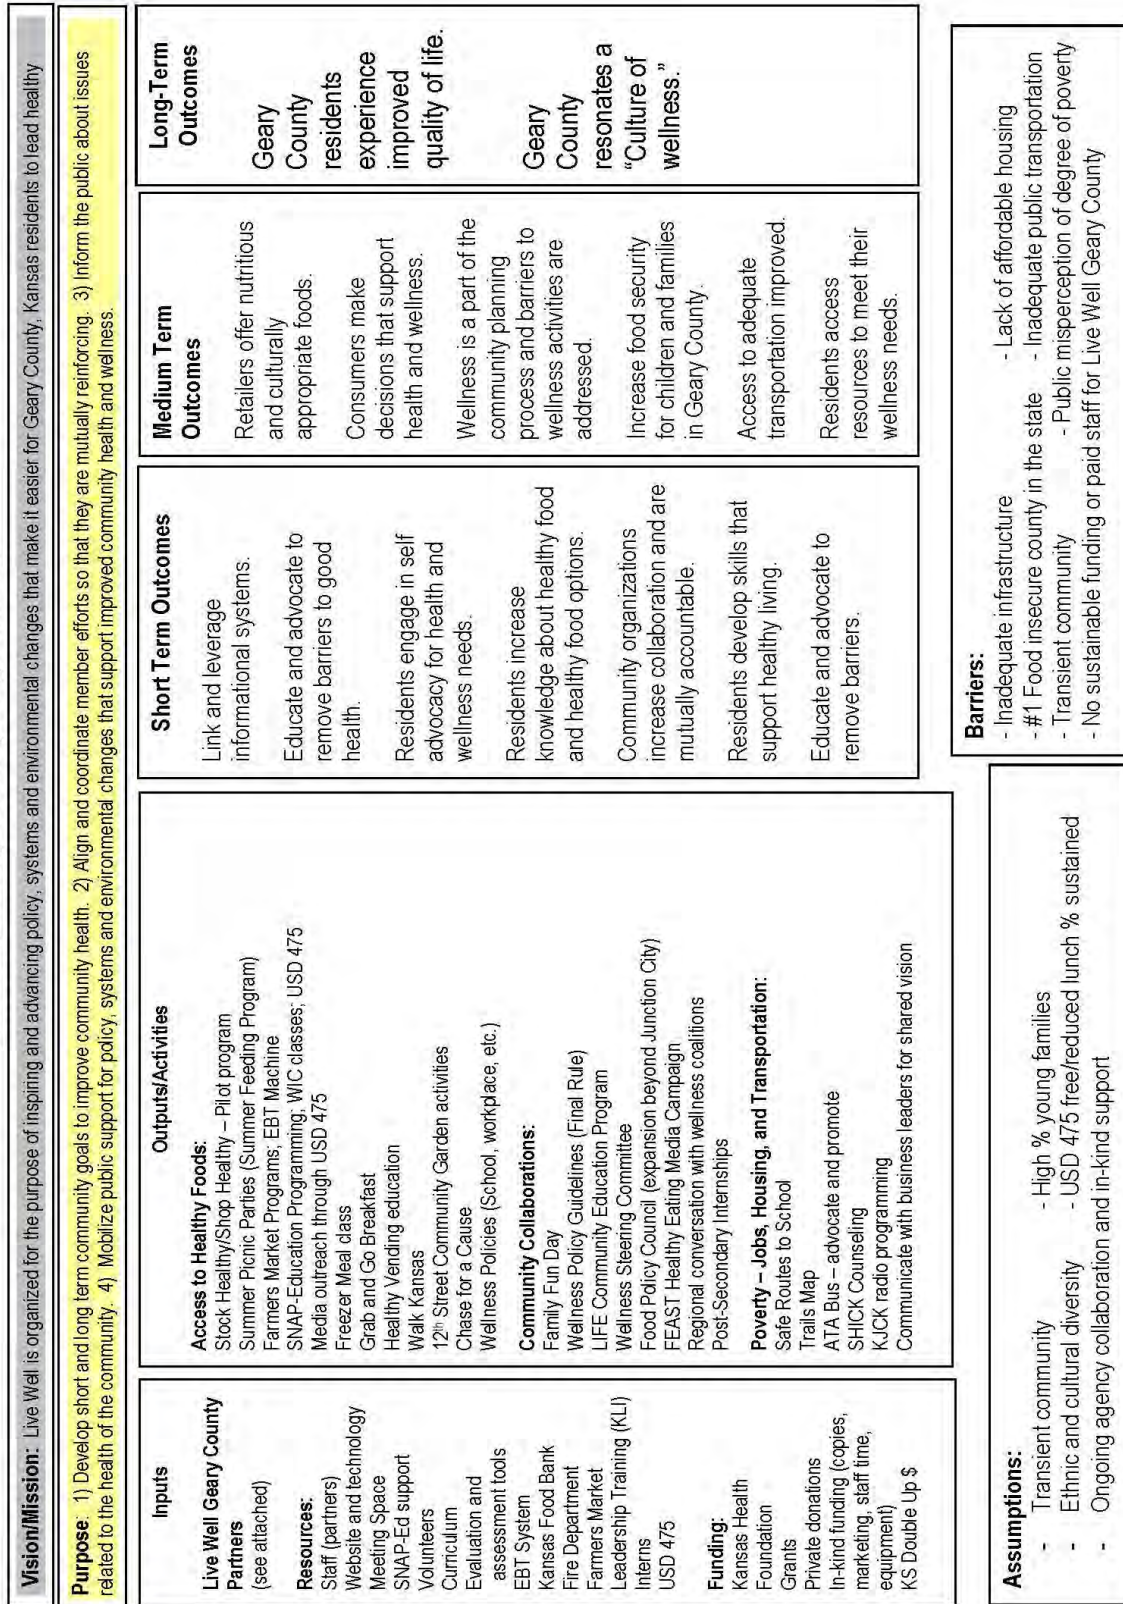 Vision/Mission: Live Well is organized for the purpose of inspiring and advancing policy, systems and environmental changes that make it easier for Geary County, Kansas residents to lead healthy
Purpose: 1) Develop short and long term community goals to improve community health. 2) Align and coordinate member efforts so that they are mutually reinforcing. 3) Inform the public about issues
related to the health of the community. 4) Mobilize public support for policy, systems and environmental changes that support improved community health and wellness.
Inputs
Live Well Geary County
Partners
(see attached)
Resources:
Staff (partners)
Website and technology
Meeting Space
SNAP-Ed support
Volunteers
Curriculum
Evaluation and
assessment tools
EBT System
Kansas Food Bank
Fire Department
Farmers Market
Leadership Training (KLI)
Interns
USD 475
Funding:
Kansas Health
Foundation
Grants
Private donations
In-kind funding (copies,
marketing, staff time,
equipment)
KS Double Up $
Outputs/Activities
Access to Healthy Foods:
Stock Healthy/Shop Healthy – Pilot program
Summer Picnic Parties (Summer Feeding Program)
Farmers Market Programs; EBT Machine
SNAP-Education Programming; WIC classes; USD 475
Media outreach through USD 475
Freezer Meal class
Grab and Go Breakfast
Healthy Vending education
Walk Kansas
12th Street Community Garden activities
Chase for a Cause
Wellness Policies (School, workplace, etc.)
Community Collaborations:
Family Fun Day
Wellness Policy Guidelines (Final Rule)
LIFE Community Education Program
Wellness Steering Committee
Food Policy Council (expansion beyond Junction City)
FEAST Healthy Eating Media Campaign
Regional conversation with wellness coalitions
Post-Secondary Internships
Poverty – Jobs, Housing, and Transportation:
Safe Routes to School
Trails Map
ATA Bus – advocate and promote
SHICK Counseling
KJCK radio programming
Communicate with business leaders for shared vision
Short Term Outcomes
Link and leverage
informational systems.
Educate and advocate to
remove barriers to good
health.
Residents engage in self
advocacy for health and
wellness needs.
Residents increase
knowledge about healthy food
and healthy food options.
Community organizations
increase collaboration and are
mutually accountable.
Residents develop skills that
support healthy living.
Educate and advocate to
remove barriers.
Medium Term
Outcomes
Retailers offer nutritious
and culturally
appropriate foods.
Consumers make
decisions that support
health and wellness.
Wellness is a part of the
community planning
process and barriers to
wellness activities are
addressed.
Increase food security
for children and families
in Geary County.
Access to adequate
transportation improved.
Residents access
resources to meet their
wellness needs.
Long-Term
Outcomes
Geary
County
residents
experience
improved
quality of life.
Geary
County
resonates a
“Culture of
wellness.”
Assumptions:
- Transient community - High % young families
- Ethnic and cultural diversity - USD 475 free/reduced lunch % sustained
- Ongoing agency collaboration and in-kind support
Barriers:
- Inadequate infrastructure - Lack of affordable housing
- #1 Food insecure county in the state - Inadequate public transportation
- Transient community - Public misperception of degree of poverty
- No sustainable funding or paid staff for Live Well Geary County